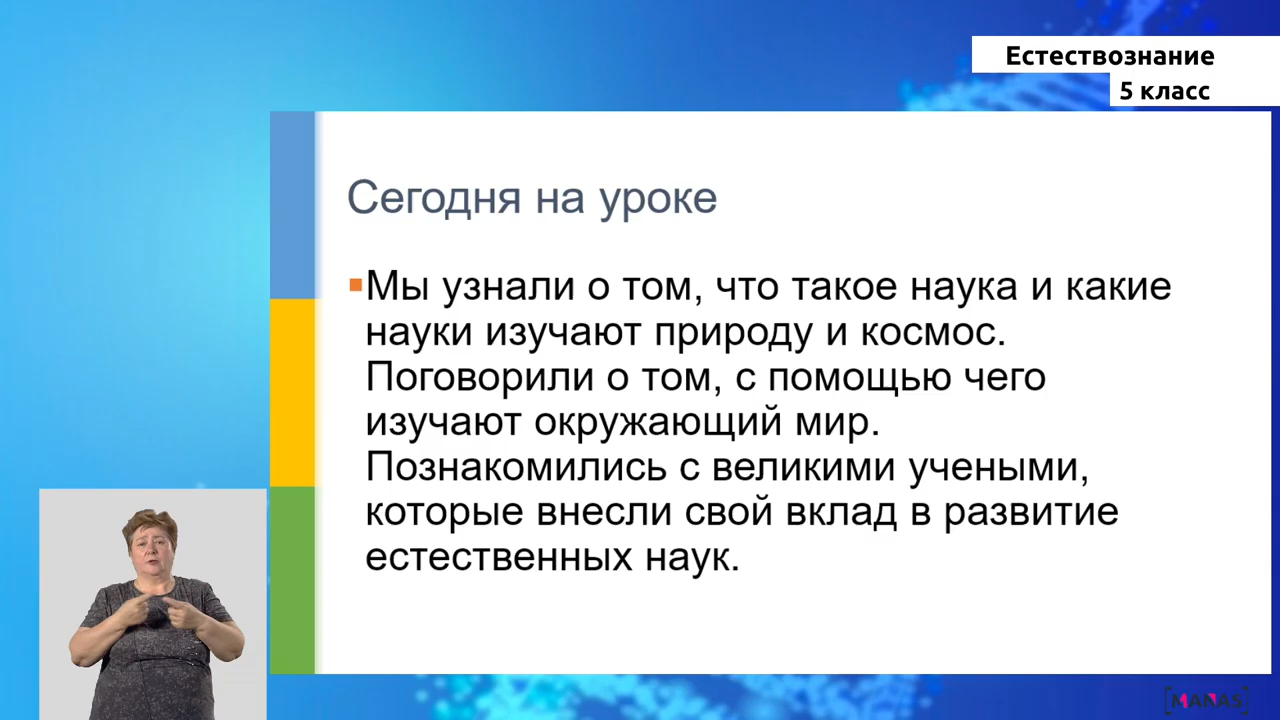 Естествознание
5 класс
Сегодня на уроке
Мы узнали о том, что такое наука и какие
науки изучают природу и космос.
Поговорили о том, с помощью чего
изучают окружающий мир.
Познакомились с великими учеными,
которые внесли свой вклад в развитие
естественных наук.
[MANAS]